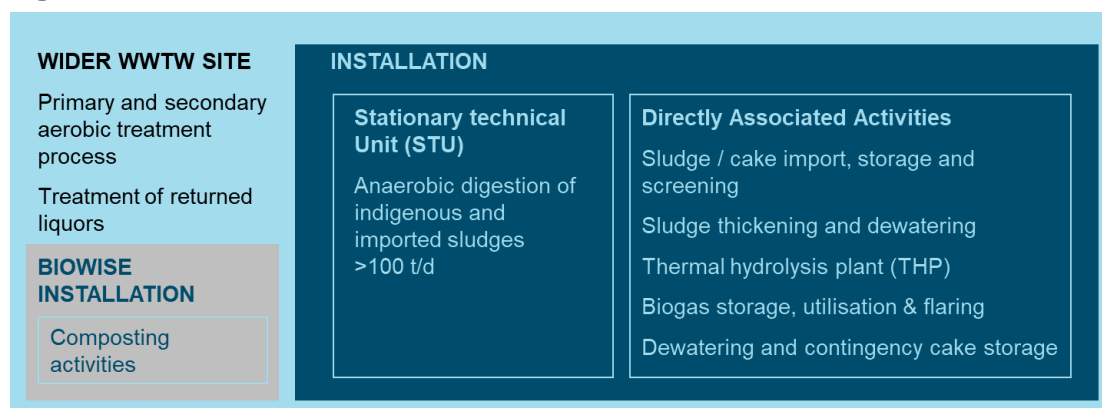 WIDER WWTW SITE
Primary and secondary
aerobic treatment
process
Treatment of returned
liquors
BIOWISE
INSTALLATION
Composting
activities
INSTALLATION
Stationary technical
Unit (STU)
Anaerobic digestion of
indigenous and
imported sludges
>100 t/d
Directly Associated Activities
Sludge / cake import, storage and
screening
Sludge thickening and dewatering
Thermal hydrolysis plant (THP)
Biogas storage, utilisation & flaring
Dewatering and contingency cake storage